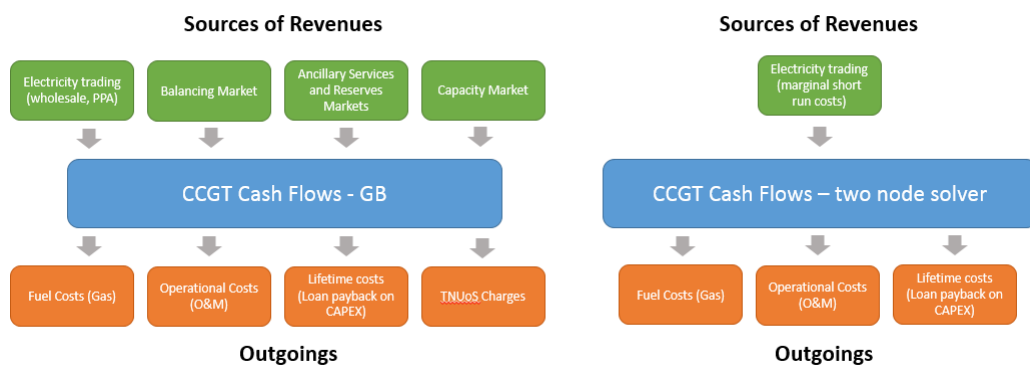 Sources of Revenues
Electricity trading
(wholesale, PPA)
Balancing Market
Ancillary Services
and Reserves
Markets
Capacity Market
CCGT Cash Flows - GB
Fuel Costs (Gas)
Operational Costs
(O&M)
Lifetime costs
(Loan payback on
CAPEX)
TNUoS Charges
Outgoings
Sources of Revenues
Electricity trading
(marginal short
run costs)
CCGT Cash Flows – two node solver
Fuel Costs (Gas)
Operational Costs
(O&M)
Lifetime costs
(Loan payback on
CAPEX)
Outgoings